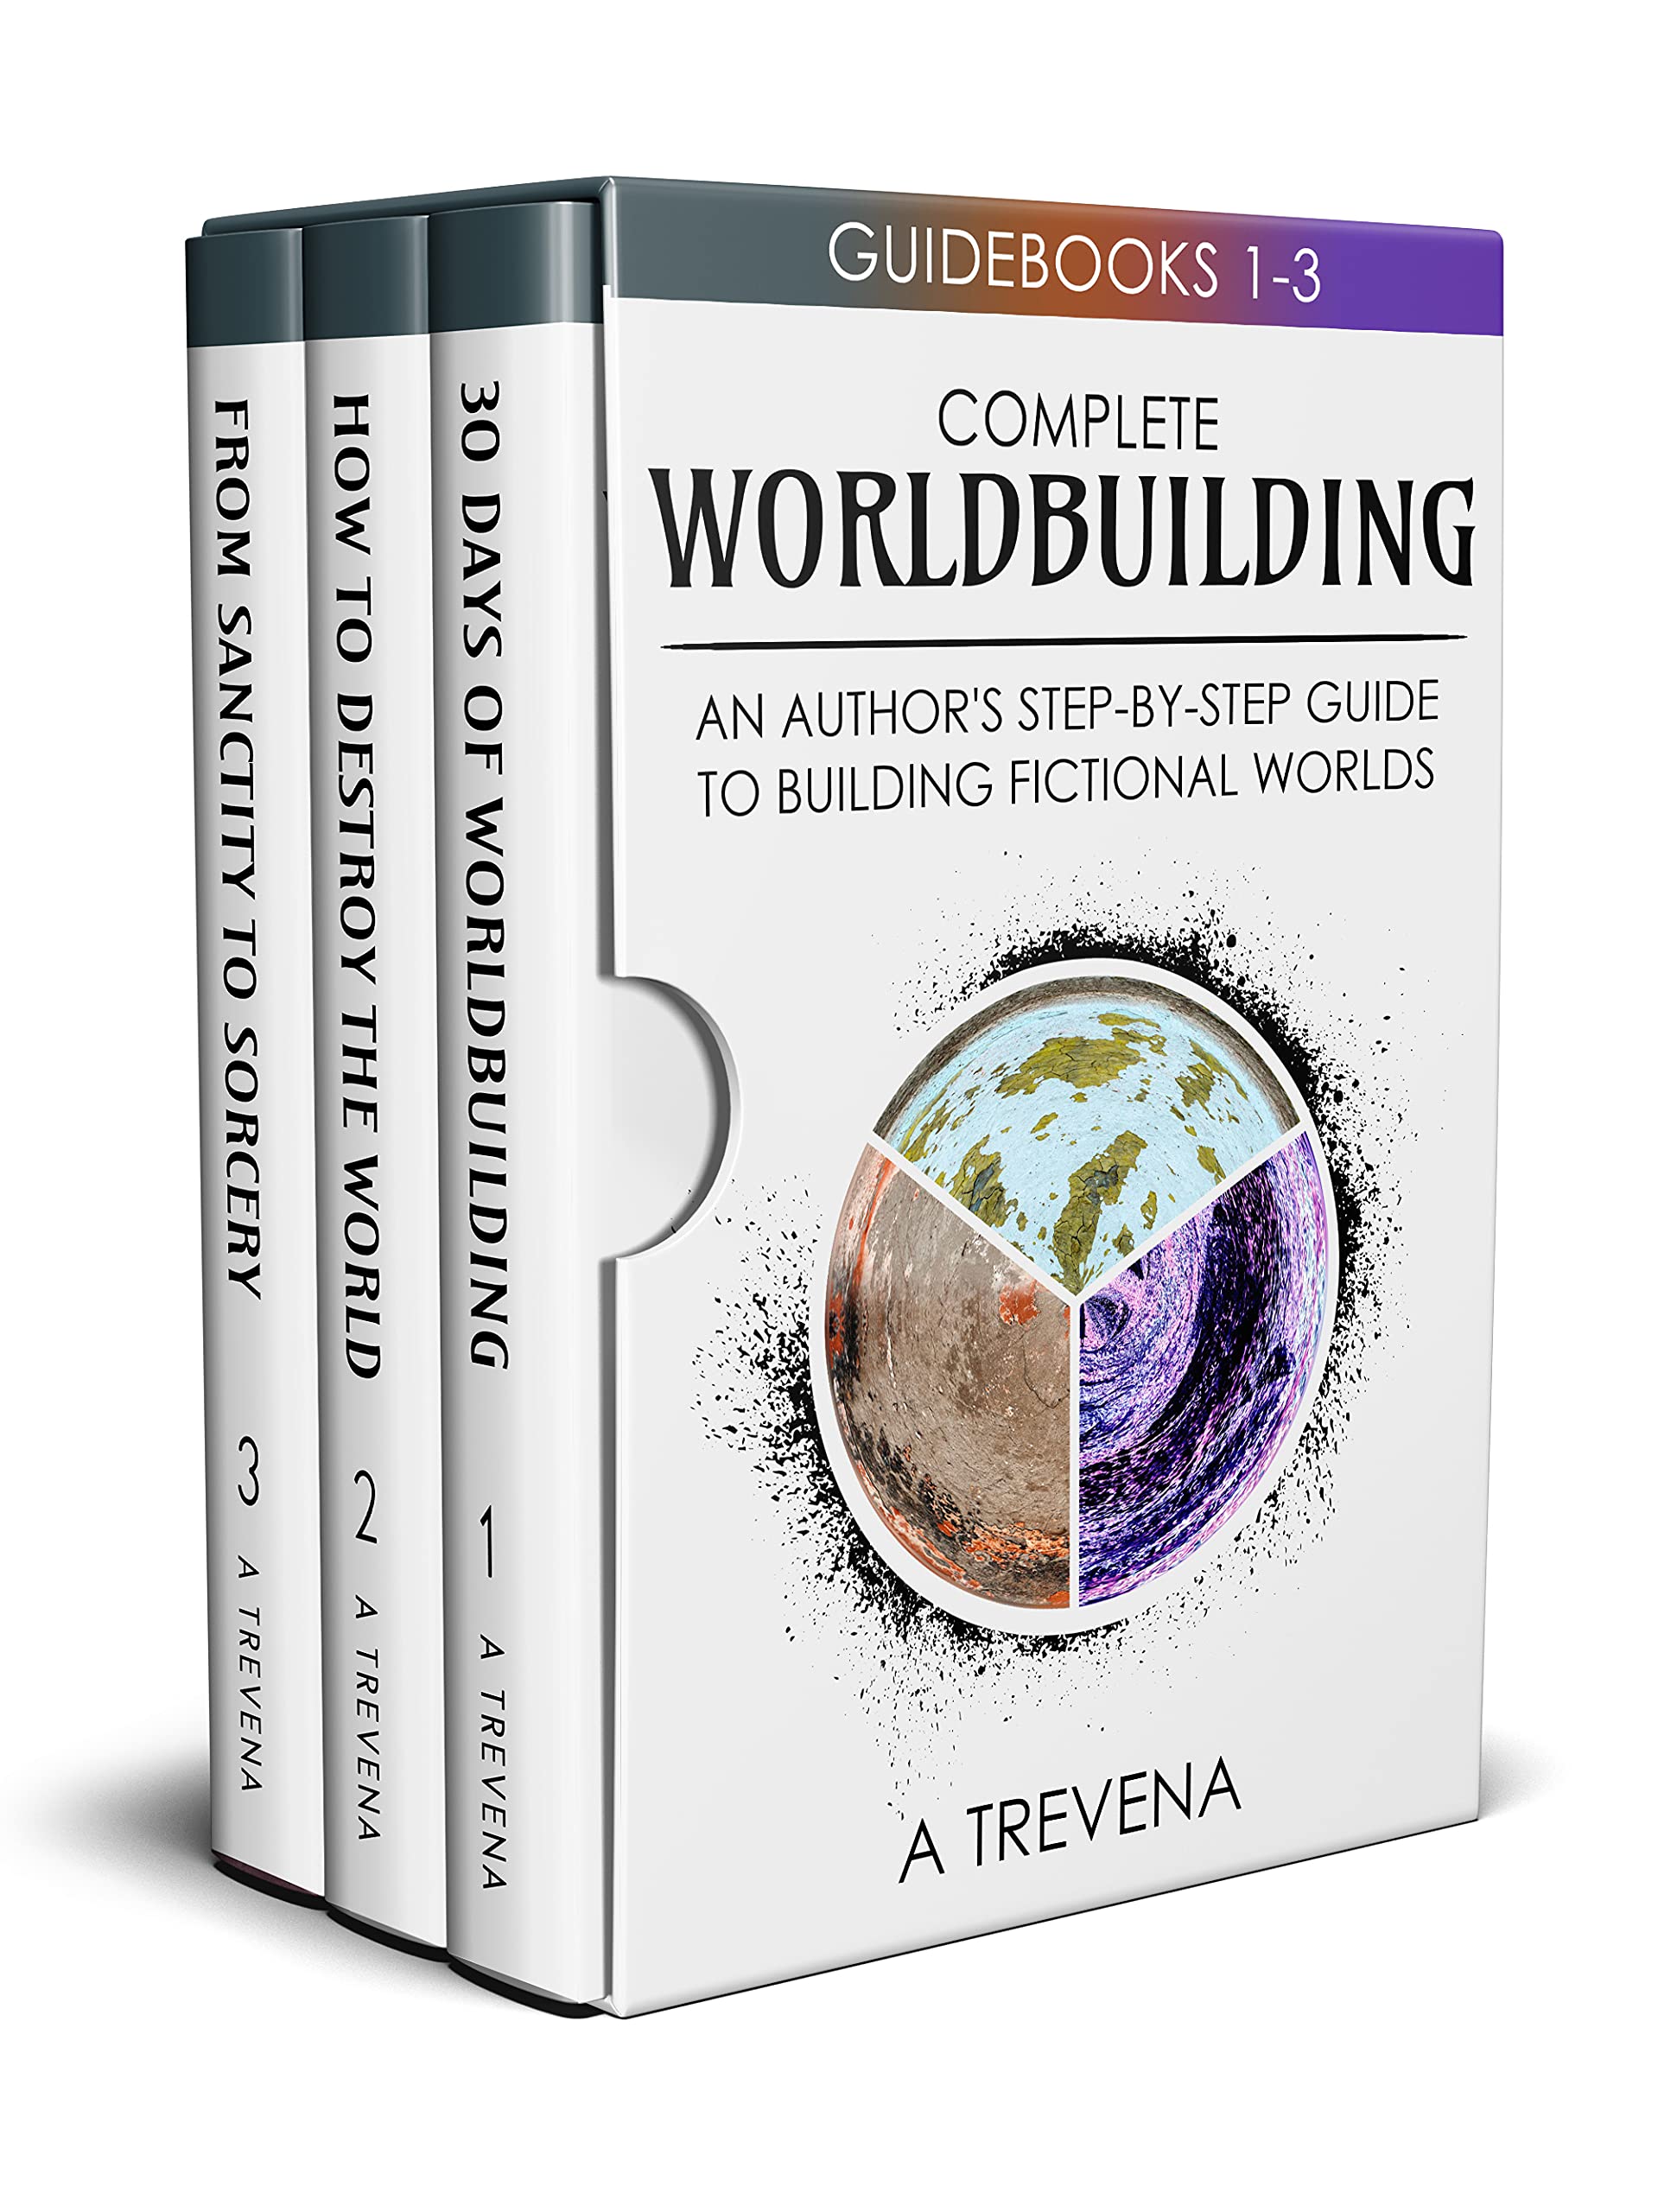 FROM SANCTITY TO SORCERY 3 A TREVENA
HOW TO DESTROY THE WORLD 2 A TREVENA
30 DAYS OF WORLDBUILDING 1 A TREVENA
GUIDEBOOKS 1-3
COMPLETE
WORLDBUILDING
AN AUTHOR'S STEP-BY-STEP GUIDE
TO BUILDING FICTIONAL WORLDS
A TREVENA